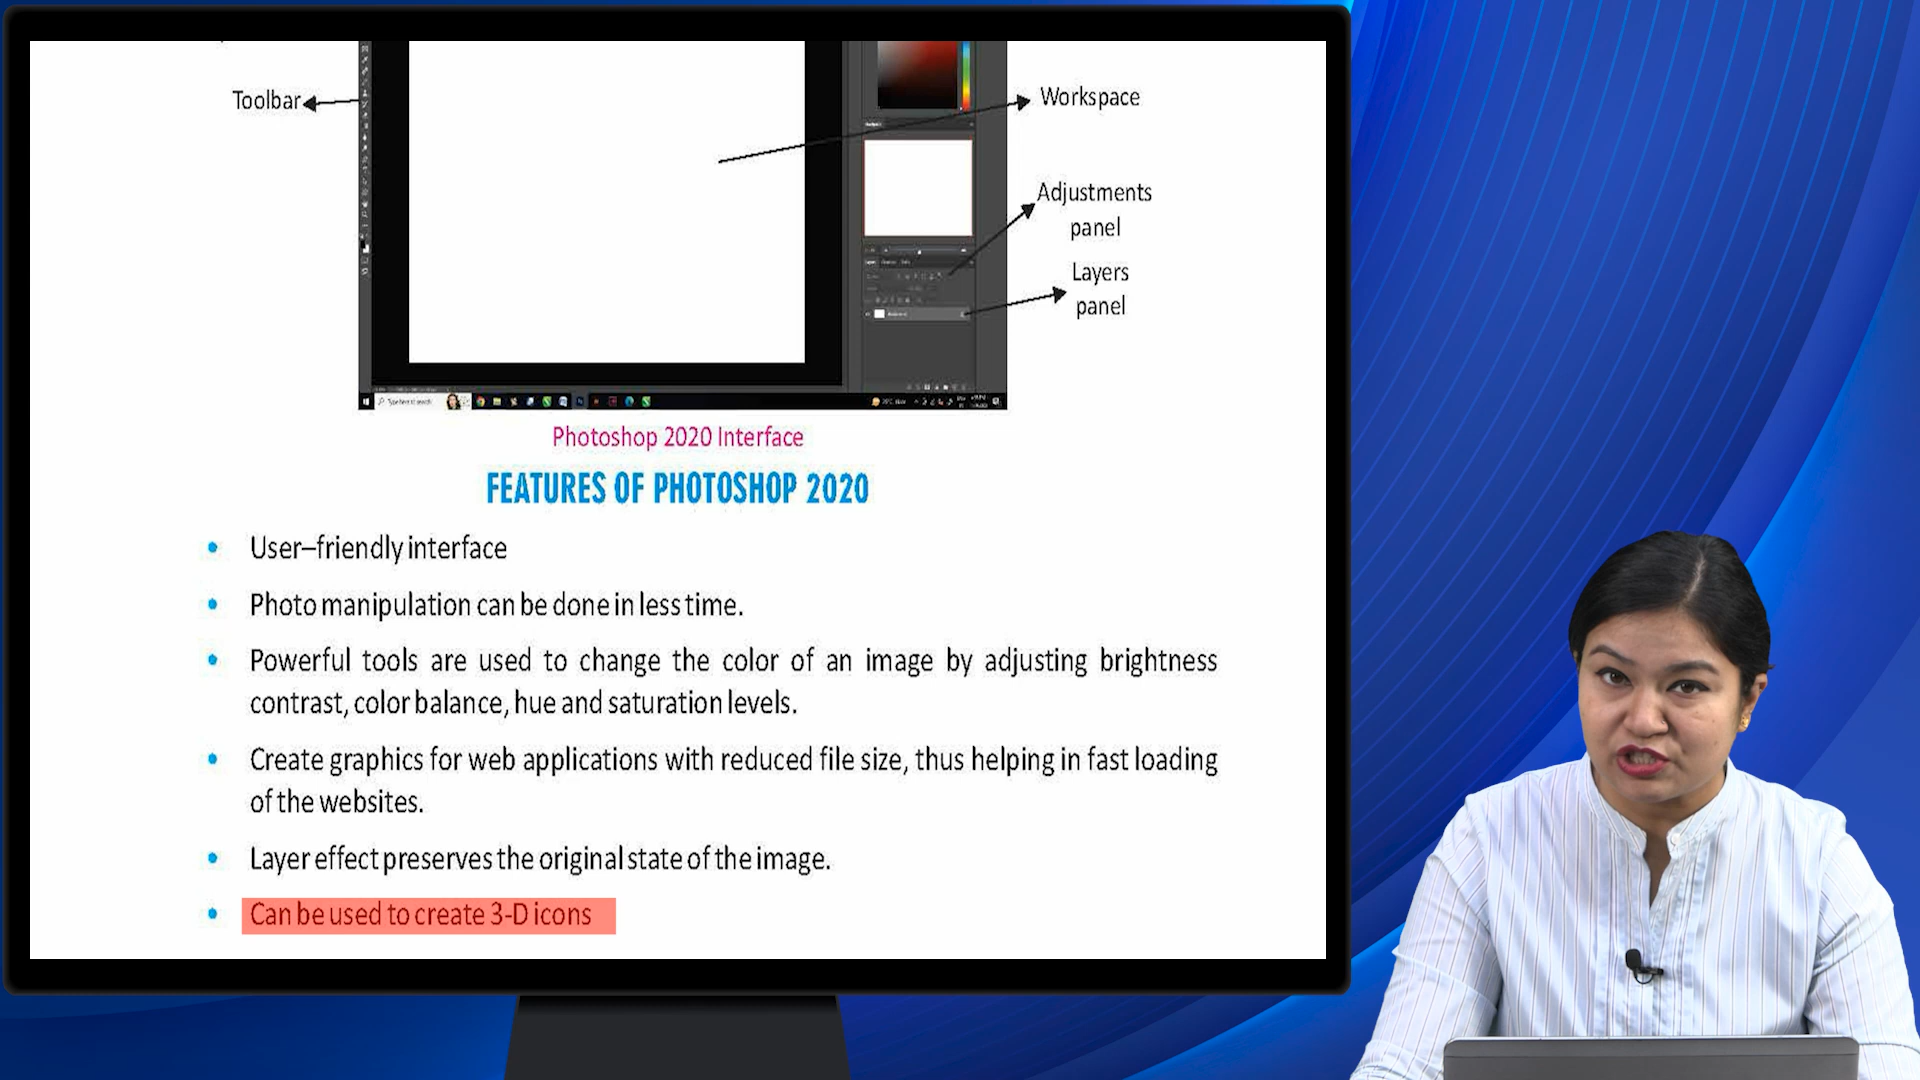 Toolbar
Workspace
Adjustments
panel
Layers
panel
Type here to search
Photoshop 2020 Interface
FEATURES OF PHOTOSHOP 2020
• User–friendly interface
• Photo manipulation can be done in less time.
• Powerful tools are used to change the color of an image by adjusting brightness
contrast, color balance, hue and saturation levels.
• Create graphics for web applications with reduced file size, thus helping in fast loading
of the websites.
• Layer effect preserves the original state of the image.
• Can be used to create 3-D icons